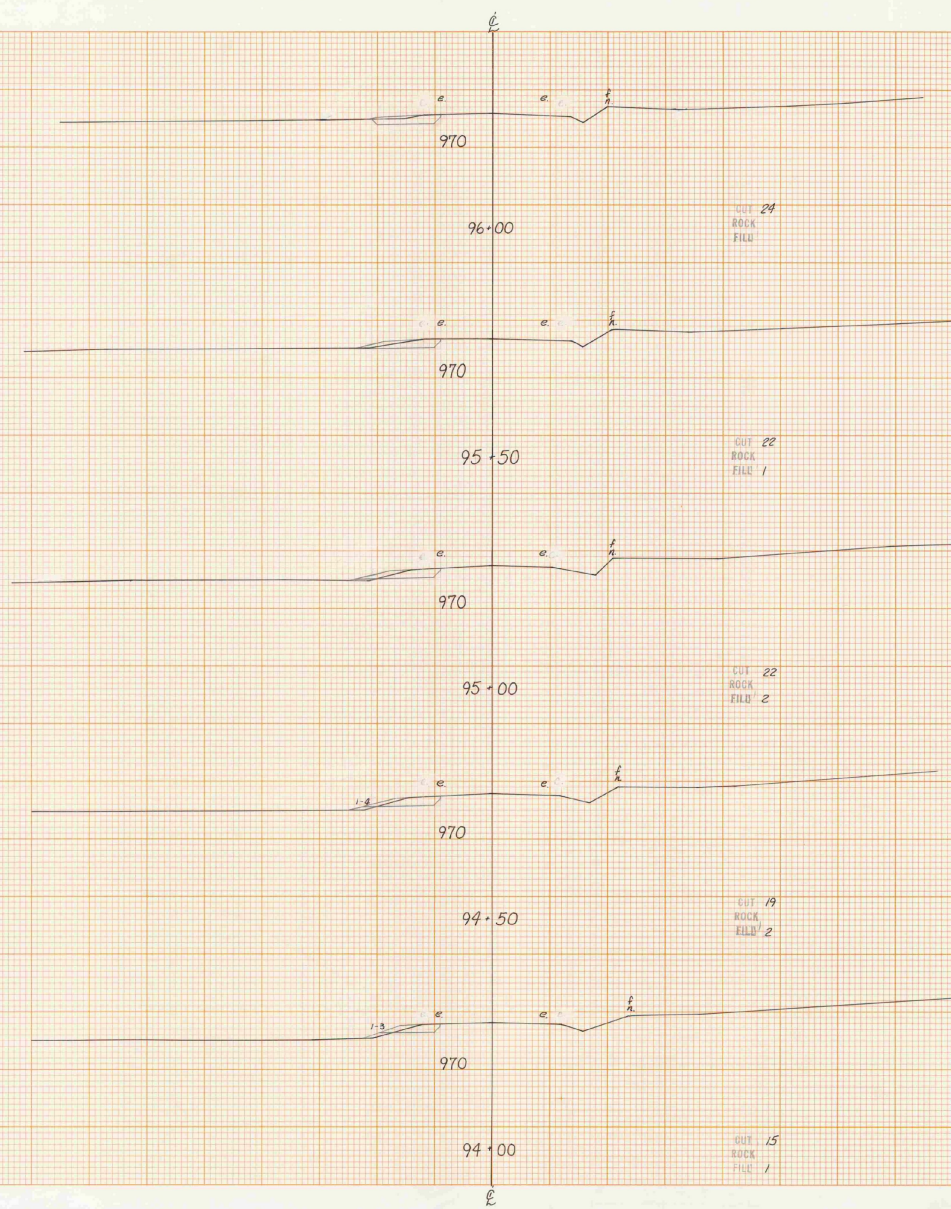 ℄
e. e. f
n.
970
CUT 24
96+00 ROCK
FILL
e. e. f
n.
970
CUT 22
95+50 ROCK
FILL 1
e. e. f
n.
970
CUT 22
95+00 ROCK
FILL 2
e. e. f
n.
1-4
970
CUT 19
94+50 ROCK
FILL 2
e. e. f
n.
1-3
970
CUT 15
94+00 ROCK
FILL 1
℄